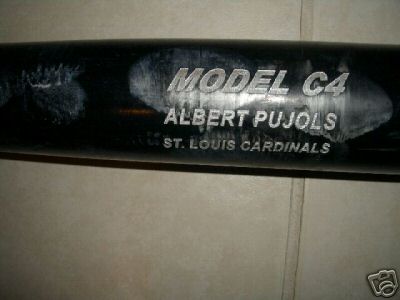 MODEL C4
ALBERT PUJOLS
ST. LOUIS CARDINALS